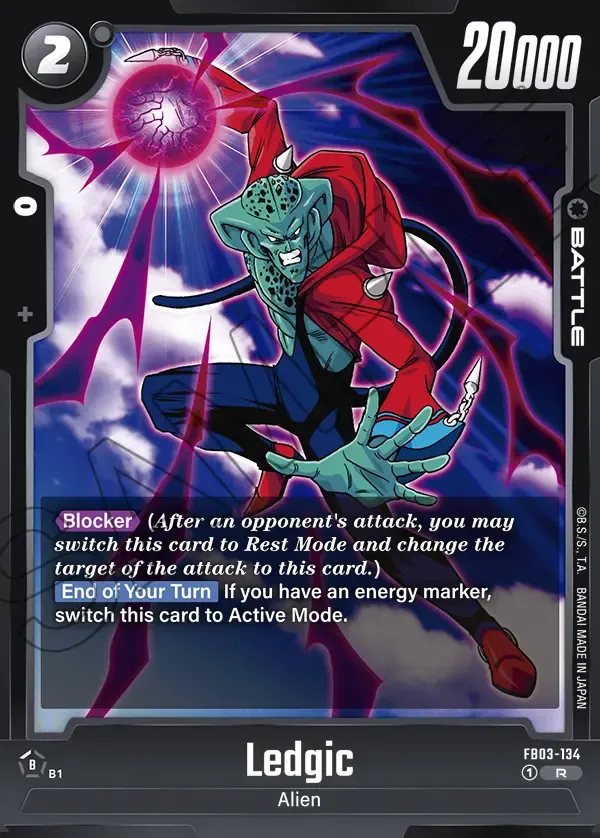 2
20000
0
+
BATTLE
Blocker (After an opponent's attack, you may
switch this card to Rest Mode and change the
target of the attack to this card.)
End of Your Turn If you have an energy marker,
switch this card to Active Mode.
©B.S./S., T.A. BANDAI MADE IN JAPAN
B B1
Ledgic
FB03-134
1 R
Alien
SAMPLE